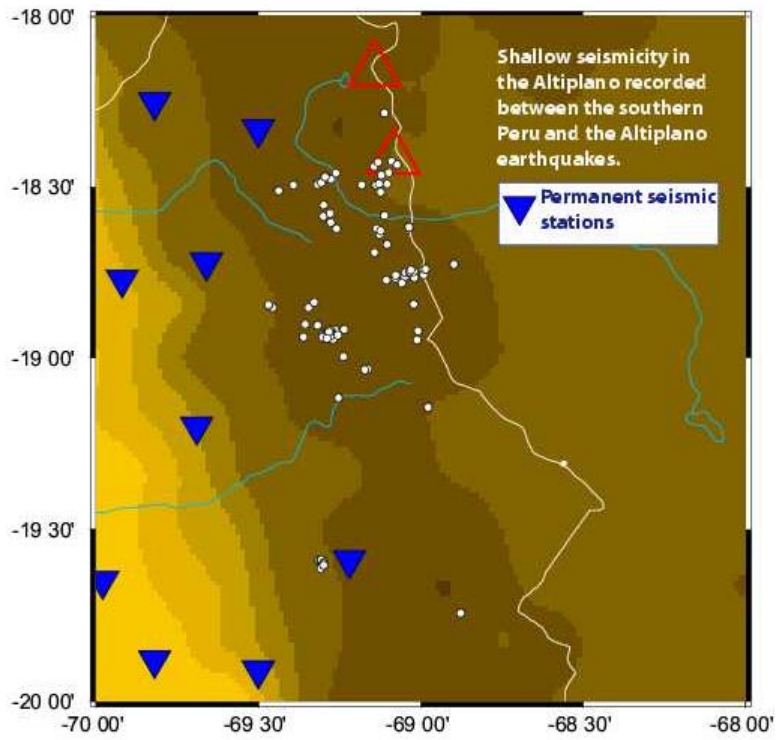 -18 00'
Shallow seismicity in
the Altiplano recorded
between the southern
Peru and the Altiplano
earthquakes.
-18 30'
Permanent seismic
stations
-19 00'
-19 30'
-20 00'
-70 00' -69 30' -69 00' -68 30' -68 00'